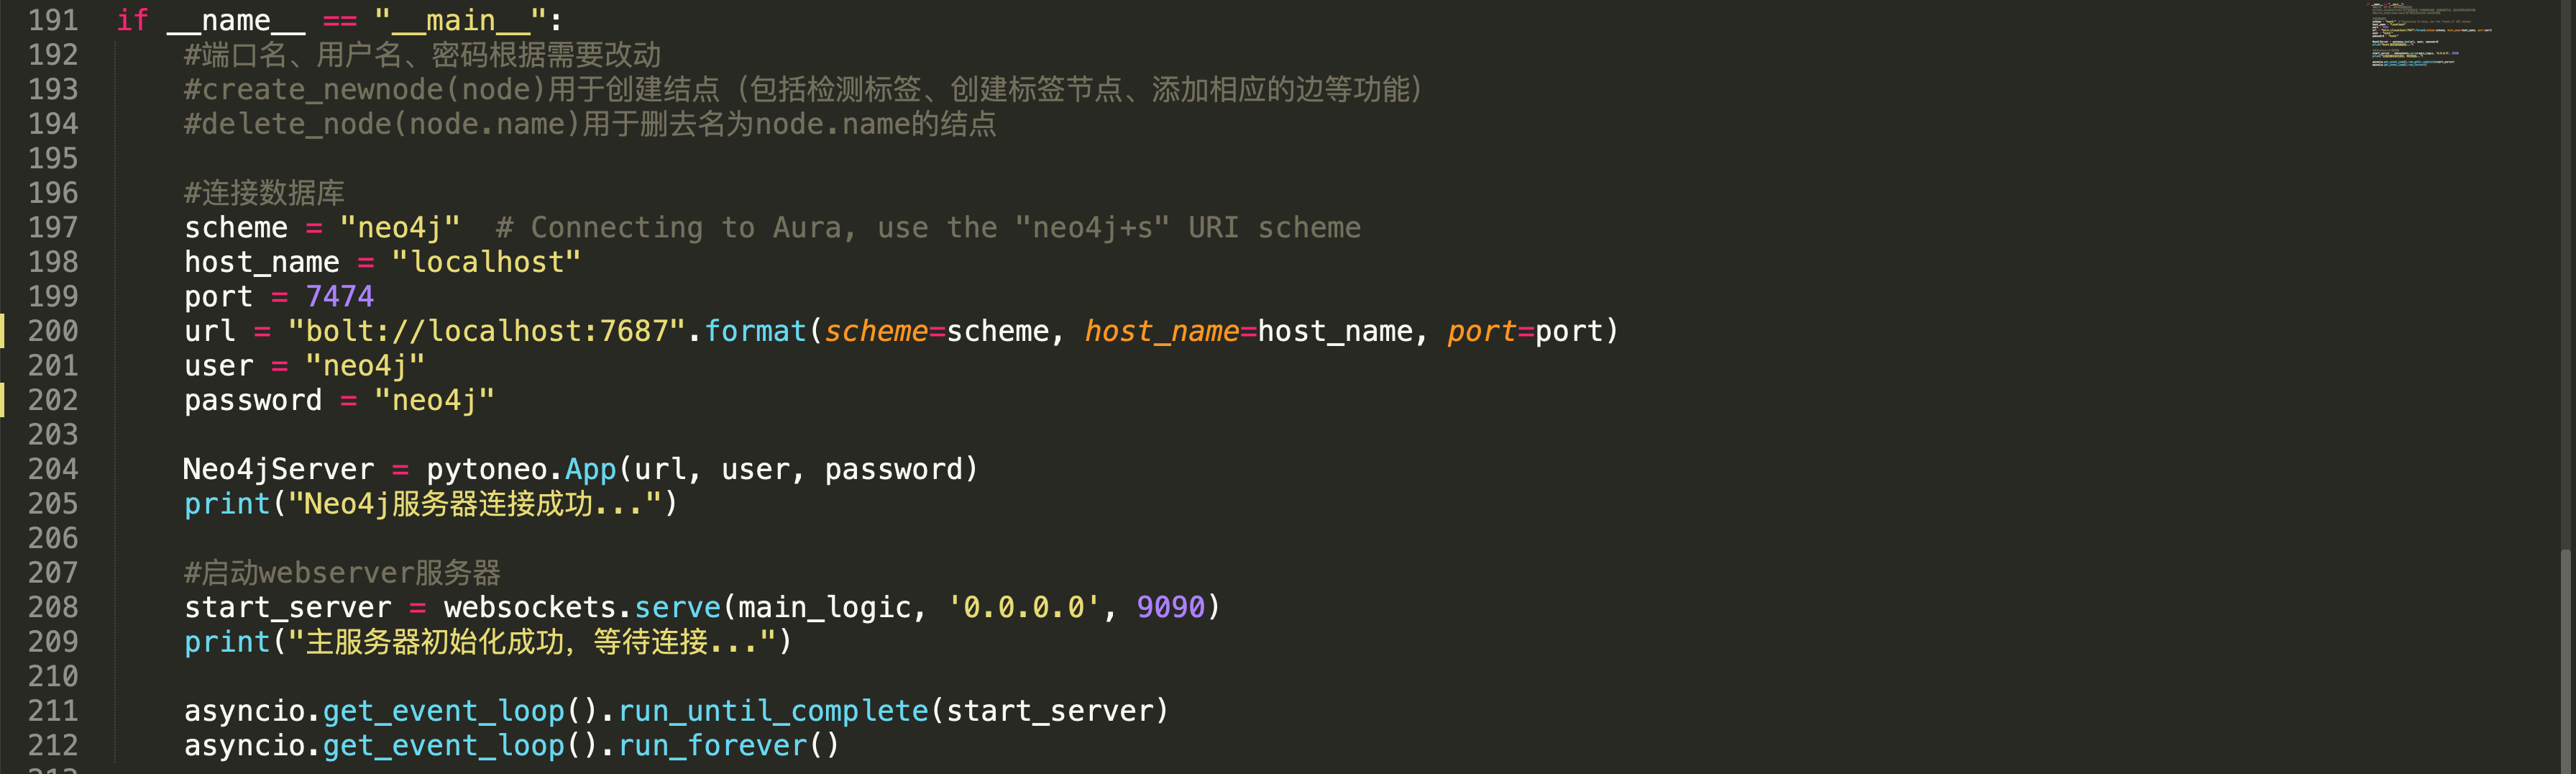 191 if __name__ == "__main__":
192 #端口名、用户名、密码根据需要改动
193 #create_newnode(node)用于创建结点（包括检测标签、创建标签节点、添加相应的边等功能）
194 #delete_node(node.name)用于删去名为node.name的结点
195
196 #连接数据库
197 scheme = "neo4j"  # Connecting to Aura, use the "neo4j+s" URI scheme
198 host_name = "localhost"
199 port = 7474
200 url = "bolt://localhost:7687".format(scheme=scheme, host_name=host_name, port=port)
201 user = "neo4j"
202 password = "neo4j"
203
204 Neo4jServer = pytoneo.App(url, user, password)
205 print("Neo4j服务器连接成功...")
206
207 #启动webserver服务器
208 start_server = websockets.serve(main_logic, '0.0.0.0', 9090)
209 print("主服务器初始化成功，等待连接...")
210
211 asyncio.get_event_loop().run_until_complete(start_server)
212 asyncio.get_event_loop().run_forever()